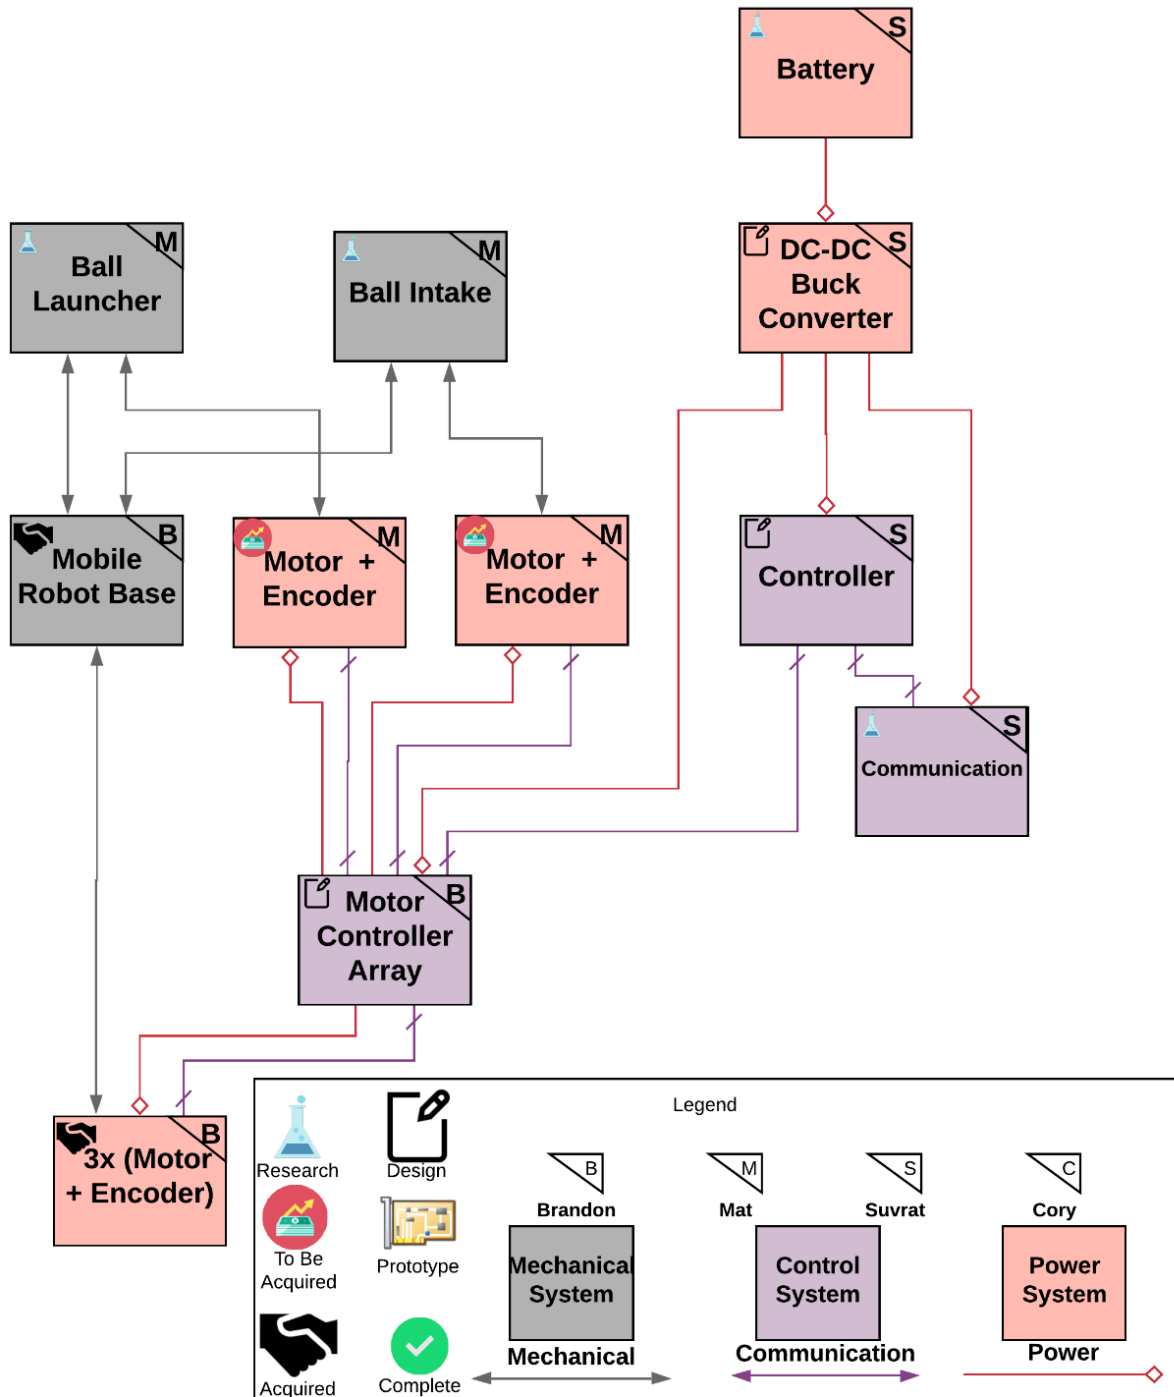 S
Battery
M
Ball
Launcher
M
Ball Intake
S
DC-DC
Buck
Converter
B
Mobile
Robot Base
M
Motor +
Encoder
M
Motor +
Encoder
S
Controller
S
Communication
B
Motor
Controller
Array
B
3x (Motor
+ Encoder)
Legend
Research
Design
B
M
S
C
Brandon
Mat
Suvrat
Cory
To Be
Acquired
Prototype
Mechanical
System
Control
System
Power
System
Acquired
Complete
Mechanical
Communication
Power